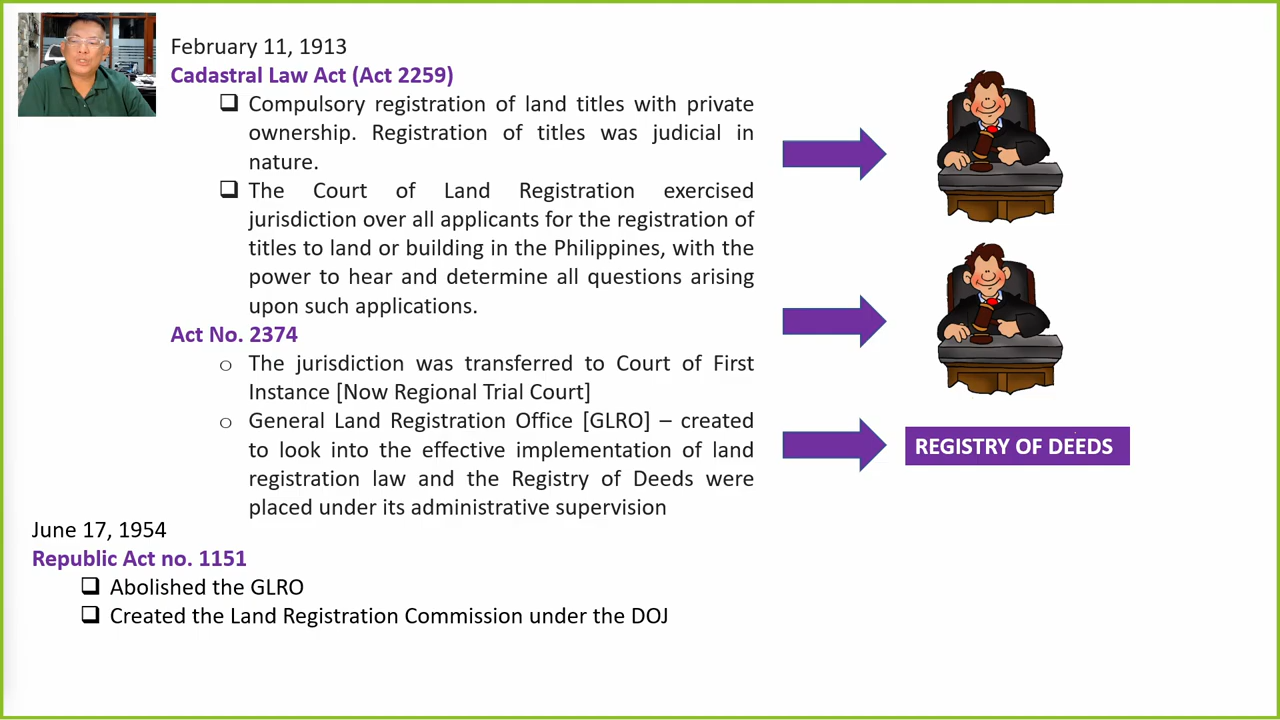 February 11, 1913
Cadastral Law Act (Act 2259)
❑ Compulsory registration of land titles with private
ownership. Registration of titles was judicial in
nature.
❑ The Court of Land Registration exercised
jurisdiction over all applicants for the registration of
titles to land or building in the Philippines, with the
power to hear and determine all questions arising
upon such applications.
Act No. 2374
o The jurisdiction was transferred to Court of First
Instance [Now Regional Trial Court]
o General Land Registration Office [GLRO] – created
to look into the effective implementation of land
registration law and the Registry of Deeds were
placed under its administrative supervision
REGISTRY OF DEEDS
June 17, 1954
Republic Act no. 1151
❑ Abolished the GLRO
❑ Created the Land Registration Commission under the DOJ